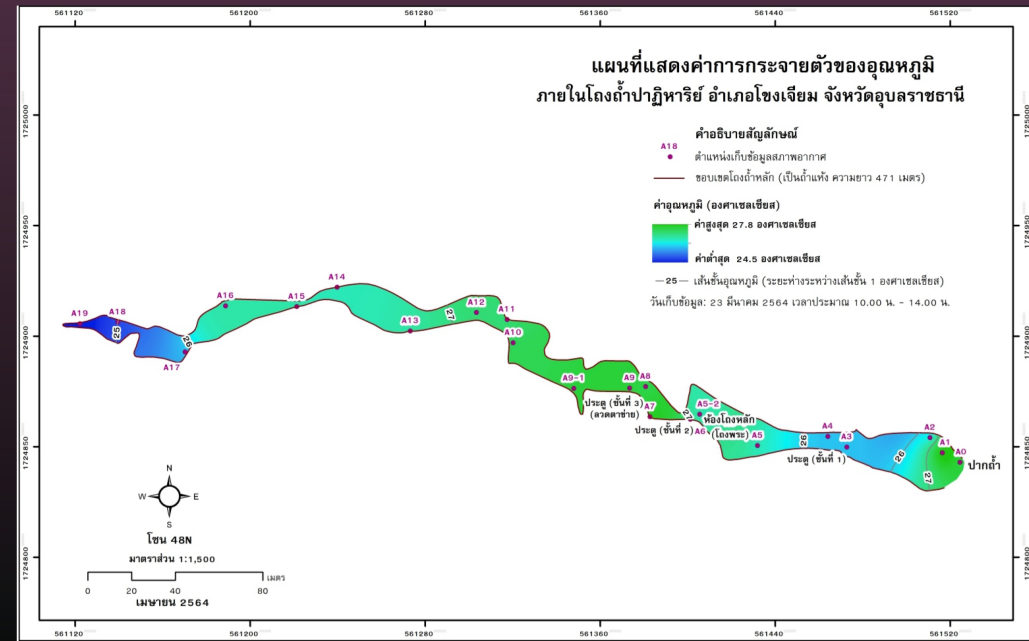 561120 561200 561280 561360 561440 561520
แผนที่แสดงค่าการกระจายตัวของอุณหภูมิ
ภายในโถงถ้ำปาฏิหาริย์ อำเภอโขงเจียม จังหวัดอุบลราชธานี
คำอธิบายสัญลักษณ์
A18
ตำแหน่งเก็บข้อมูลสภาพอากาศ
ขอบเขตโถงถ้ำหลัก (เป็นถ้ำแห้ง ความยาว 471 เมตร)
ค่าอุณหภูมิ (องศาเซลเซียส)
ค่าสูงสุด 27.8 องศาเซลเซียส
ค่าต่ำสุด 24.5 องศาเซลเซียส
—25— เส้นชั้นอุณหภูมิ (ระยะห่างระหว่างเส้นชั้น 1 องศาเซลเซียส)
วันเก็บข้อมูล: 23 มีนาคม 2564 เวลาประมาณ 10.00 น. - 14.00 น.
1725000 1725000
1724950 1724950
1724900 1724900
1724850 1724850
1724800 1724800
A19
A18
25
A17
26
A16
A15
A14
A13
27
A12
A11
A10
A9-1
A9
A8
ประตู (ชั้นที่ 3)
(ลวดตาข่าย)
A7
ประตู (ชั้นที่ 2)
27
A6
A5-2
ห้องโถงหลัก
(โถงพระ)
A5
26
A4
A3
ประตู (ชั้นที่ 1)
26
A2
27
A1
A0
ปากถ้ำ
N
W E
S
โซน 48N
มาตราส่วน 1:1,500
เมตร
0 20 40 80
เมษายน 2564
561120 561200 561280 561360 561440 561520